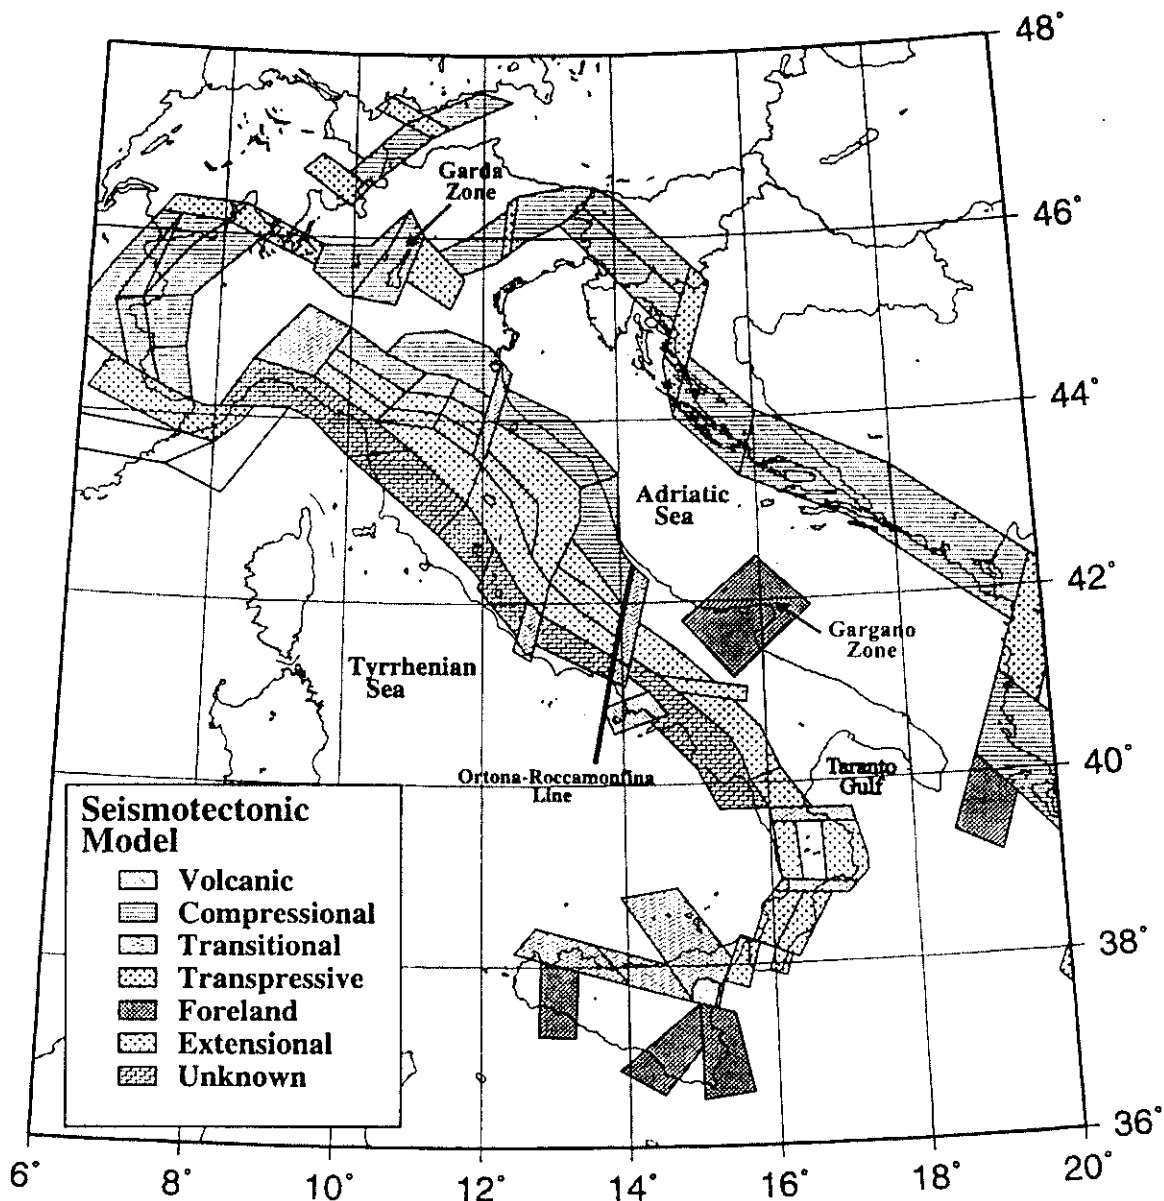 48°
Garda
Zone
46°
44°
Adriatic
Sea
42°
Gargano
Zone
Tyrrhenian
Sea
40°
Ortona-Roccamonfina
Line
Taranto
Gulf
Seismotectonic
Model
Volcanic
Compressional
Transitional
Transpressive
Foreland
Extensional
Unknown
38°
36°
6°
8°
10°
12°
14°
16°
18°
20°